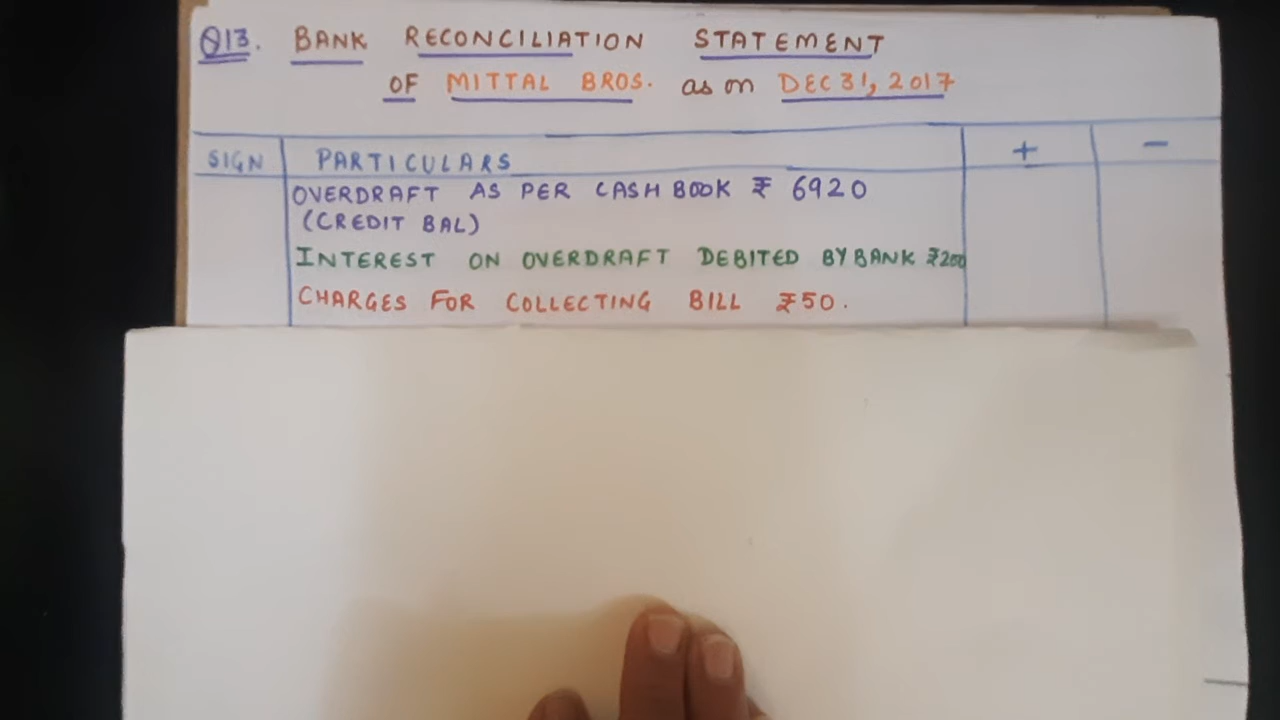 Q13. BANK RECONCILIATION STATEMENT
OF MITTAL BROS. as on DEC 31, 2017
SIGN PARTICULARS + -
OVERDRAFT AS PER CASH BOOK ₹ 6920
(CREDIT BAL)
INTEREST ON OVERDRAFT DEBITED BY BANK ₹200
CHARGES FOR COLLECTING BILL ₹50.